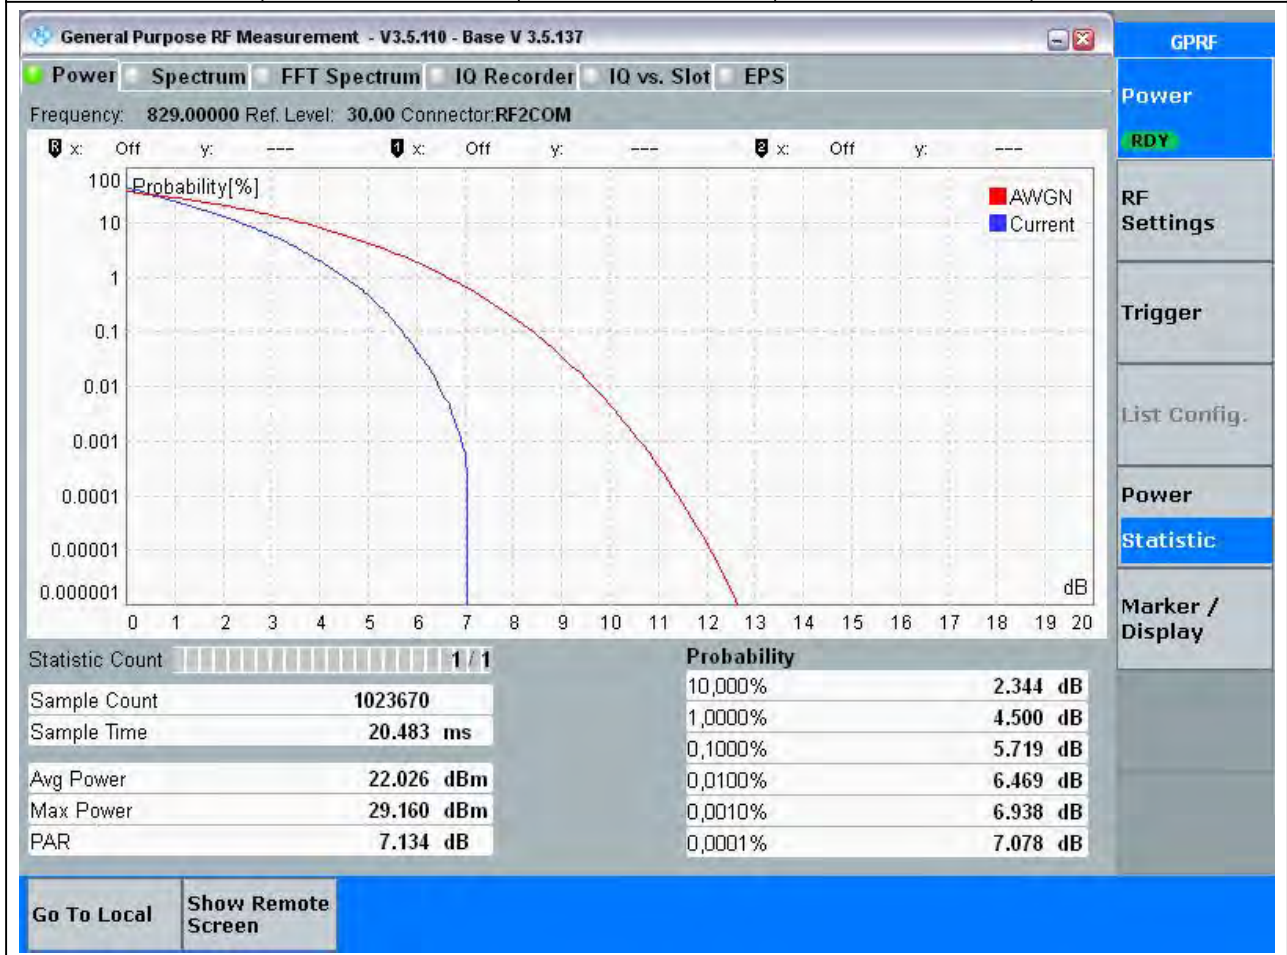 General Purpose RF Measurement - V3.5.110 - Base V 3.5.137
GPRF
Power Spectrum FFT Spectrum IQ Recorder IQ vs. Slot EPS
Frequency: 829.00000 Ref. Level: 30.00 Connector:RF2COM
R x: Off y: --- 1 x: Off y: --- 2 x: Off y: ---
Probability[%]
AWGN
Current
100
10
1
0.1
0.01
0.001
0.0001
0.00001
0.000001
dB
0 1 2 3 4 5 6 7 8 9 10 11 12 13 14 15 16 17 18 19 20
Statistic Count 1 / 1
Sample Count 1023670
Sample Time 20.483 ms
Avg Power 22.026 dBm
Max Power 29.160 dBm
PAR 7.134 dB
Probability
10,000% 2.344 dB
1,0000% 4.500 dB
0,1000% 5.719 dB
0,0100% 6.469 dB
0,0010% 6.938 dB
0,0001% 7.078 dB
Power
RDY
RF
Settings
Trigger
List Config.
Power
Statistic
Marker /
Display
Go To Local
Show Remote
Screen